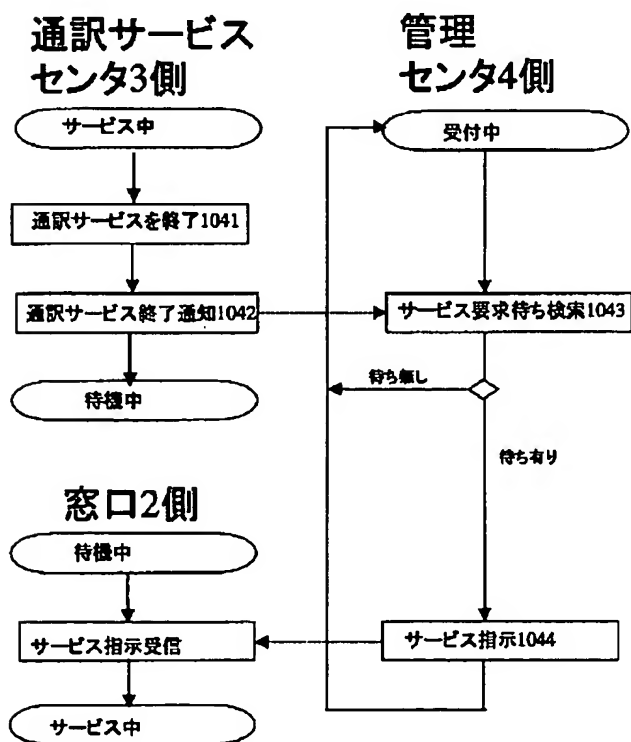 通訳サービス
センタ3側
サービス中
通訳サービスを終了1041
通訳サービス終了通知1042
待機中
管理
センタ4側
受付中
サービス要求待ち検索1043
待ち無し
待ち有り
サービス指示1044
窓口2側
待機中
サービス指示受信
サービス中